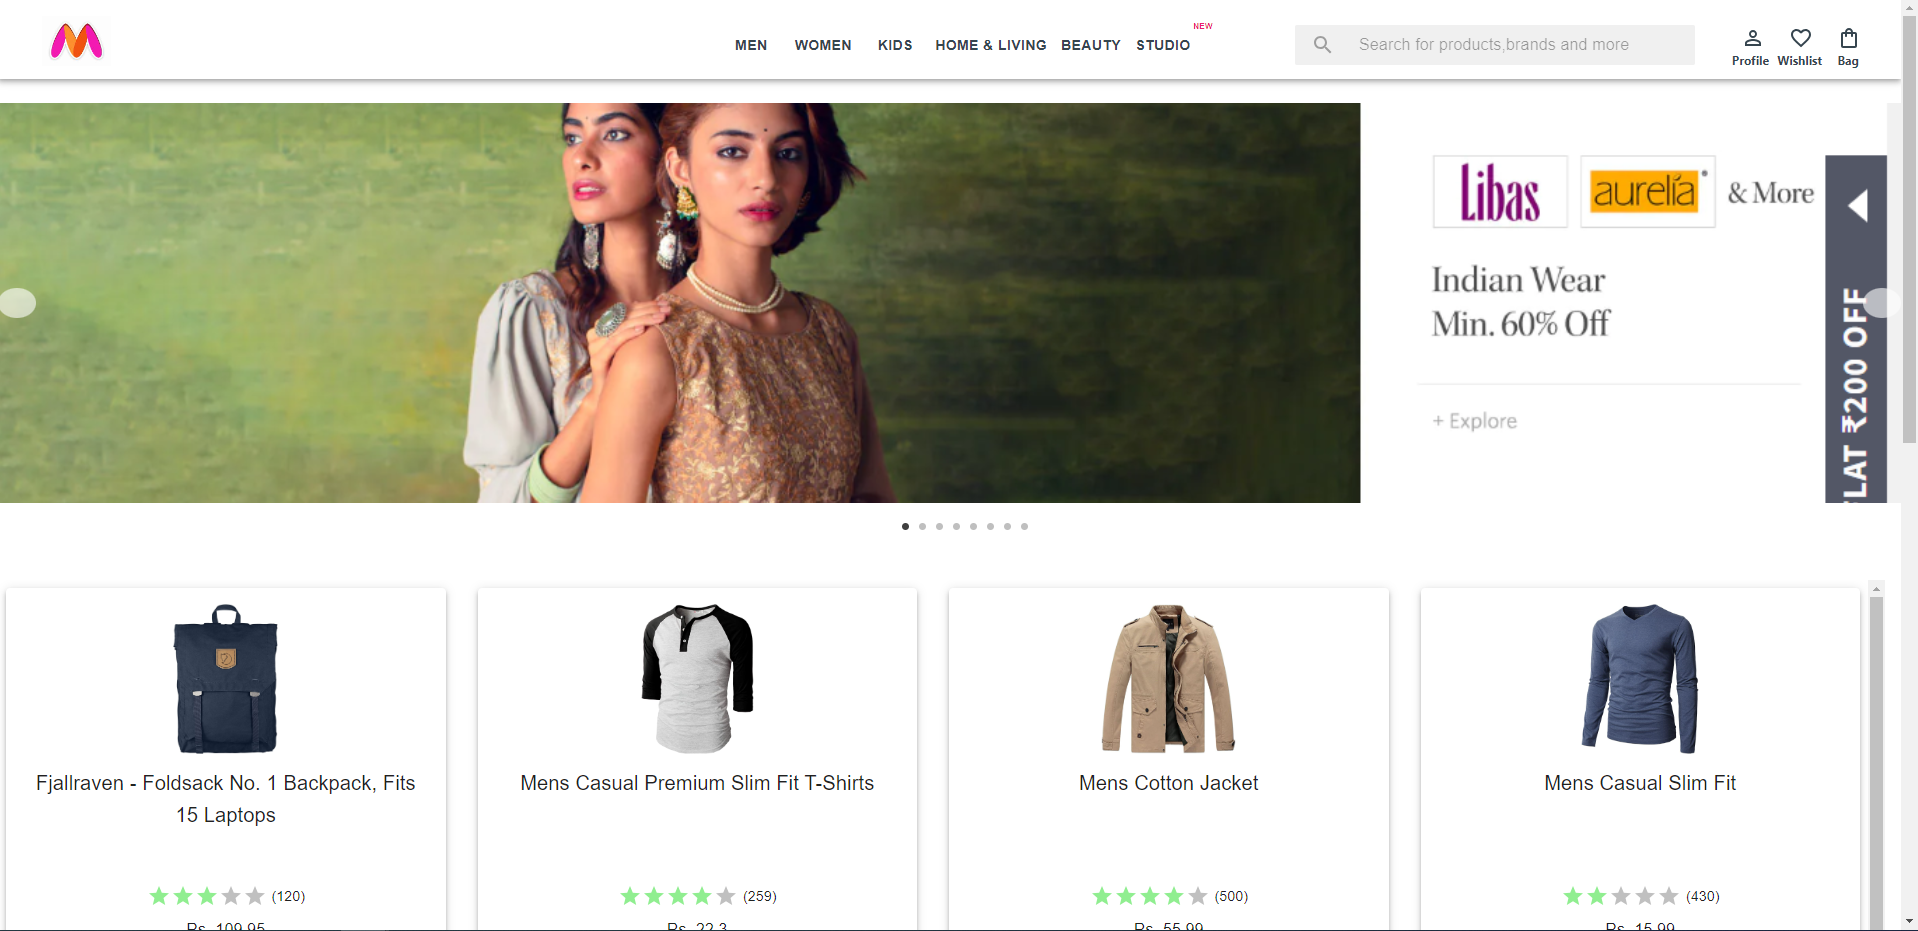 MEN WOMEN KIDS HOME & LIVING BEAUTY STUDIO NEW
Search for products,brands and more
Profile Wishlist Bag
Libas aurelia & More
Indian Wear
Min. 60% Off
+ Explore
FLAT ₹200 OFF
Fjallraven - Foldsack No. 1 Backpack, Fits
15 Laptops
(120)
Rs. 109.95
Mens Casual Premium Slim Fit T-Shirts
(259)
Rs. 22.3
Mens Cotton Jacket
(500)
Rs. 55.99
Mens Casual Slim Fit
(430)
Rs. 15.99